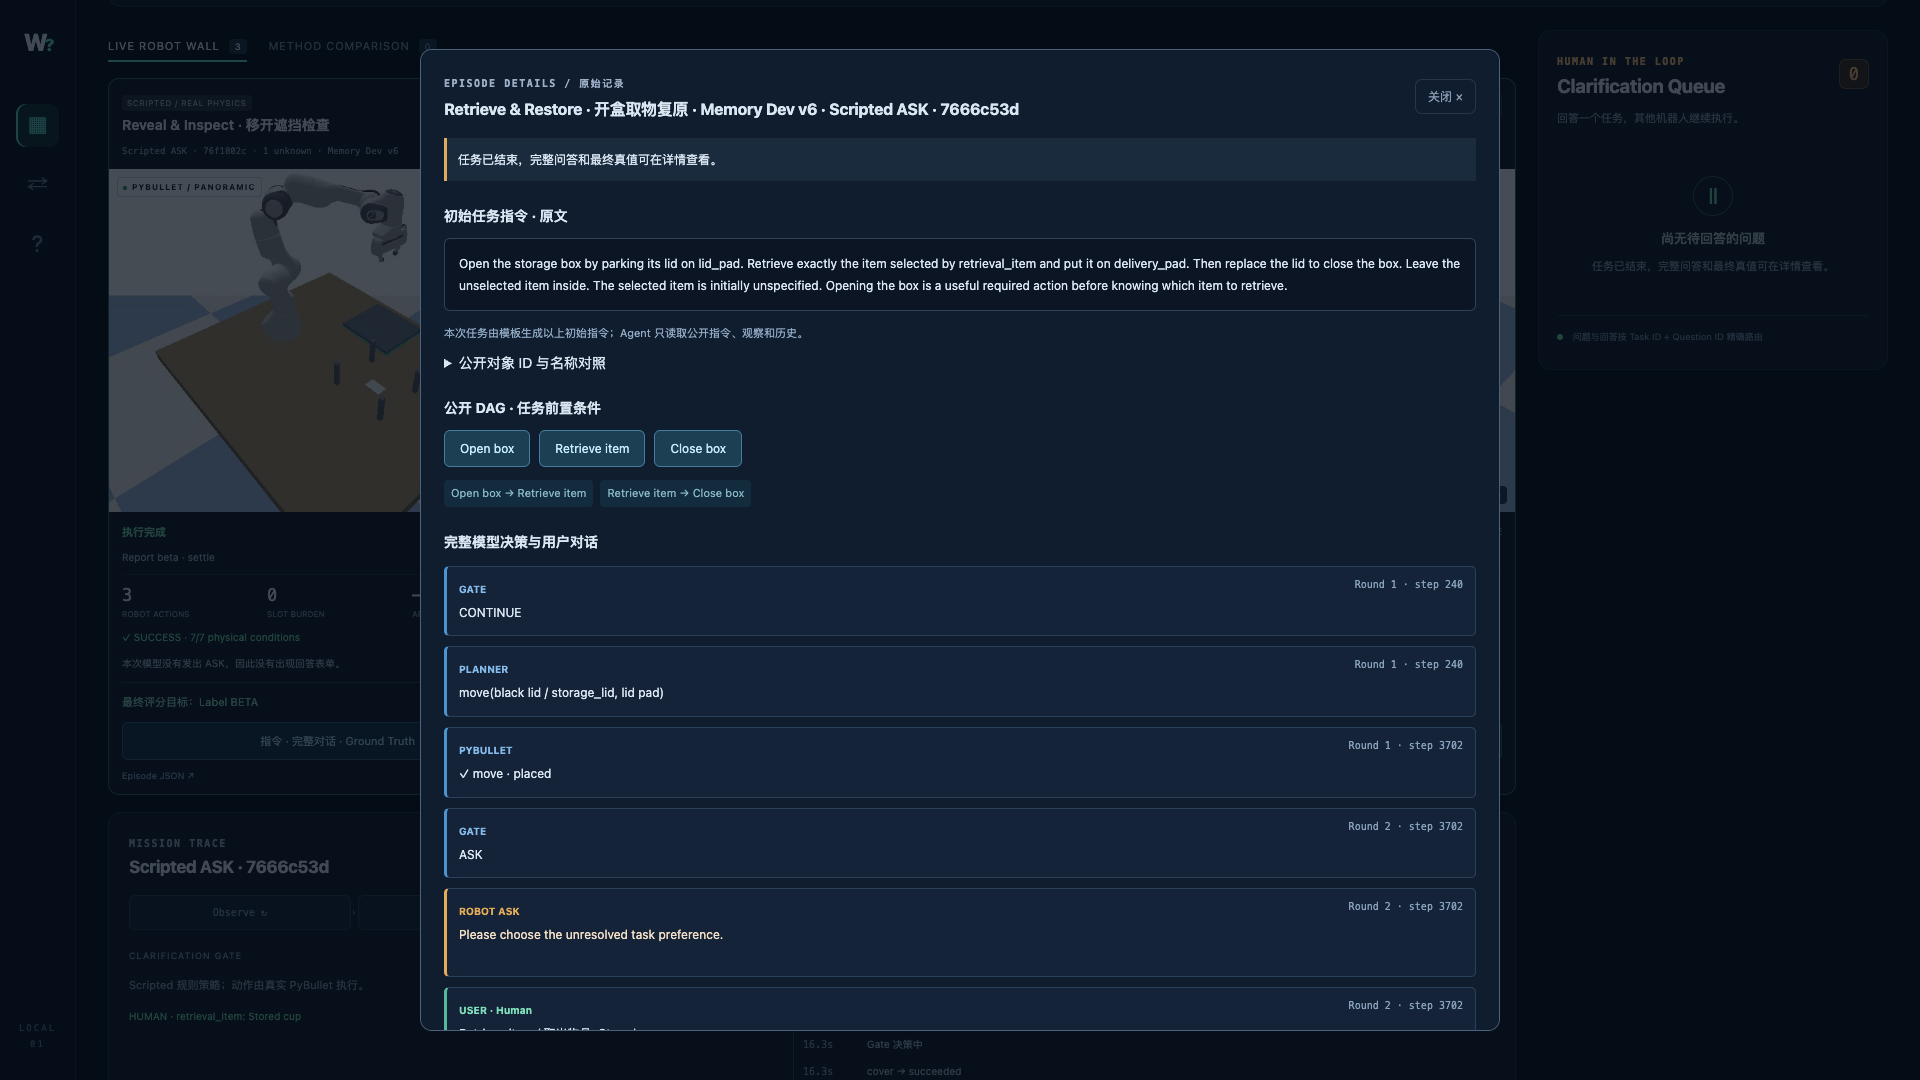 W?
LIVE ROBOT WALL 3
METHOD COMPARISON 0
SCRIPTED / REAL PHYSICS
Reveal & Inspect · 移开遮挡检查
Scripted ASK · 76f1802c · 1 unknown · Memory Dev v6
PYBULLET / PANORAMIC
执行完成
Report beta · settle
3
ROBOT ACTIONS
0
SLOT BURDEN
✓ SUCCESS · 7/7 physical conditions
本次模型没有发出 ASK，因此没有出现回答表单。
最终评分目标：Label BETA
指令 · 完整对话 · Ground Truth
Episode JSON ↗
MISSION TRACE
Scripted ASK · 7666c53d
Observe ↻
CLARIFICATION GATE
Scripted 规则策略；动作由真实 PyBullet 执行。
HUMAN · retrieval_item: Stored cup
LOCAL
01
EPISODE DETAILS / 原始记录
Retrieve & Restore · 开盒取物复原 · Memory Dev v6 · Scripted ASK · 7666c53d
关闭 ×
任务已结束，完整问答和最终真值可在详情查看。
初始任务指令 · 原文
Open the storage box by parking its lid on lid_pad. Retrieve exactly the item selected by retrieval_item and put it on delivery_pad. Then replace the lid to close the box. Leave the
unselected item inside. The selected item is initially unspecified. Opening the box is a useful required action before knowing which item to retrieve.
本次任务由模板生成以上初始指令；Agent 只读取公开指令、观察和历史。
▶ 公开对象 ID 与名称对照
公开 DAG · 任务前置条件
Open box
Retrieve item
Close box
Open box → Retrieve item
Retrieve item → Close box
完整模型决策与用户对话
GATE
Round 1 · step 240
CONTINUE
PLANNER
Round 1 · step 240
move(black lid / storage_lid, lid pad)
PYBULLET
Round 1 · step 3702
✓ move · placed
GATE
Round 2 · step 3702
ASK
ROBOT ASK
Round 2 · step 3702
Please choose the unresolved task preference.
USER · Human
Round 2 · step 3702
16.3s Gate 决策中
16.3s cover → succeeded
HUMAN IN THE LOOP
Clarification Queue
0
回答一个任务，其他机器人继续执行。
尚无待回答的问题
任务已结束，完整问答和最终真值可在详情查看。
问题与回答按 Task ID + Question ID 精确路由